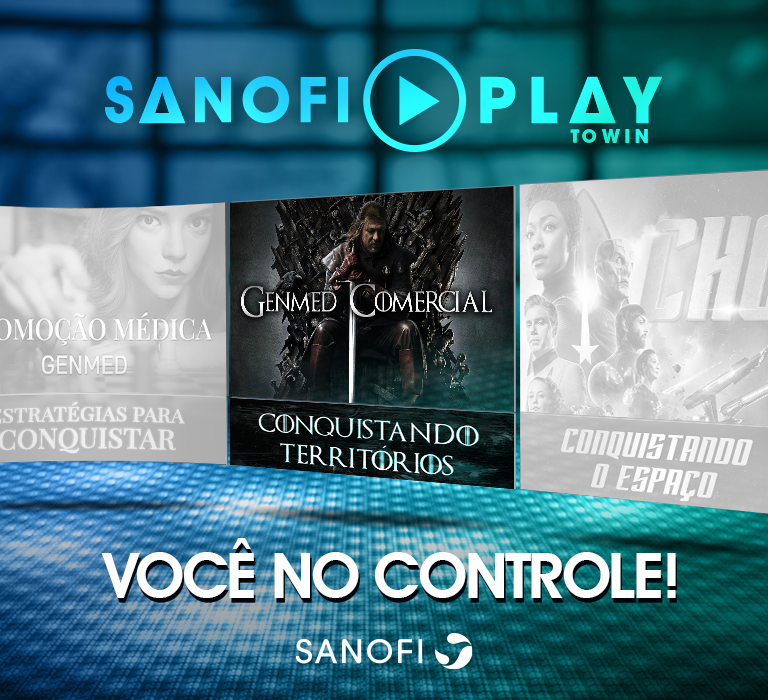 SANOFI PLAY
TO WIN
OMOÇÃO MÉDICA
GENMED
ESTRATÉGIAS PARA
CONQUISTAR
GENMED COMERCIAL
CONQUISTANDO
TERRITÓRIOS
CHO
CONQUISTANDO
O ESPAÇO
VOCÊ NO CONTROLE!
SANOFI